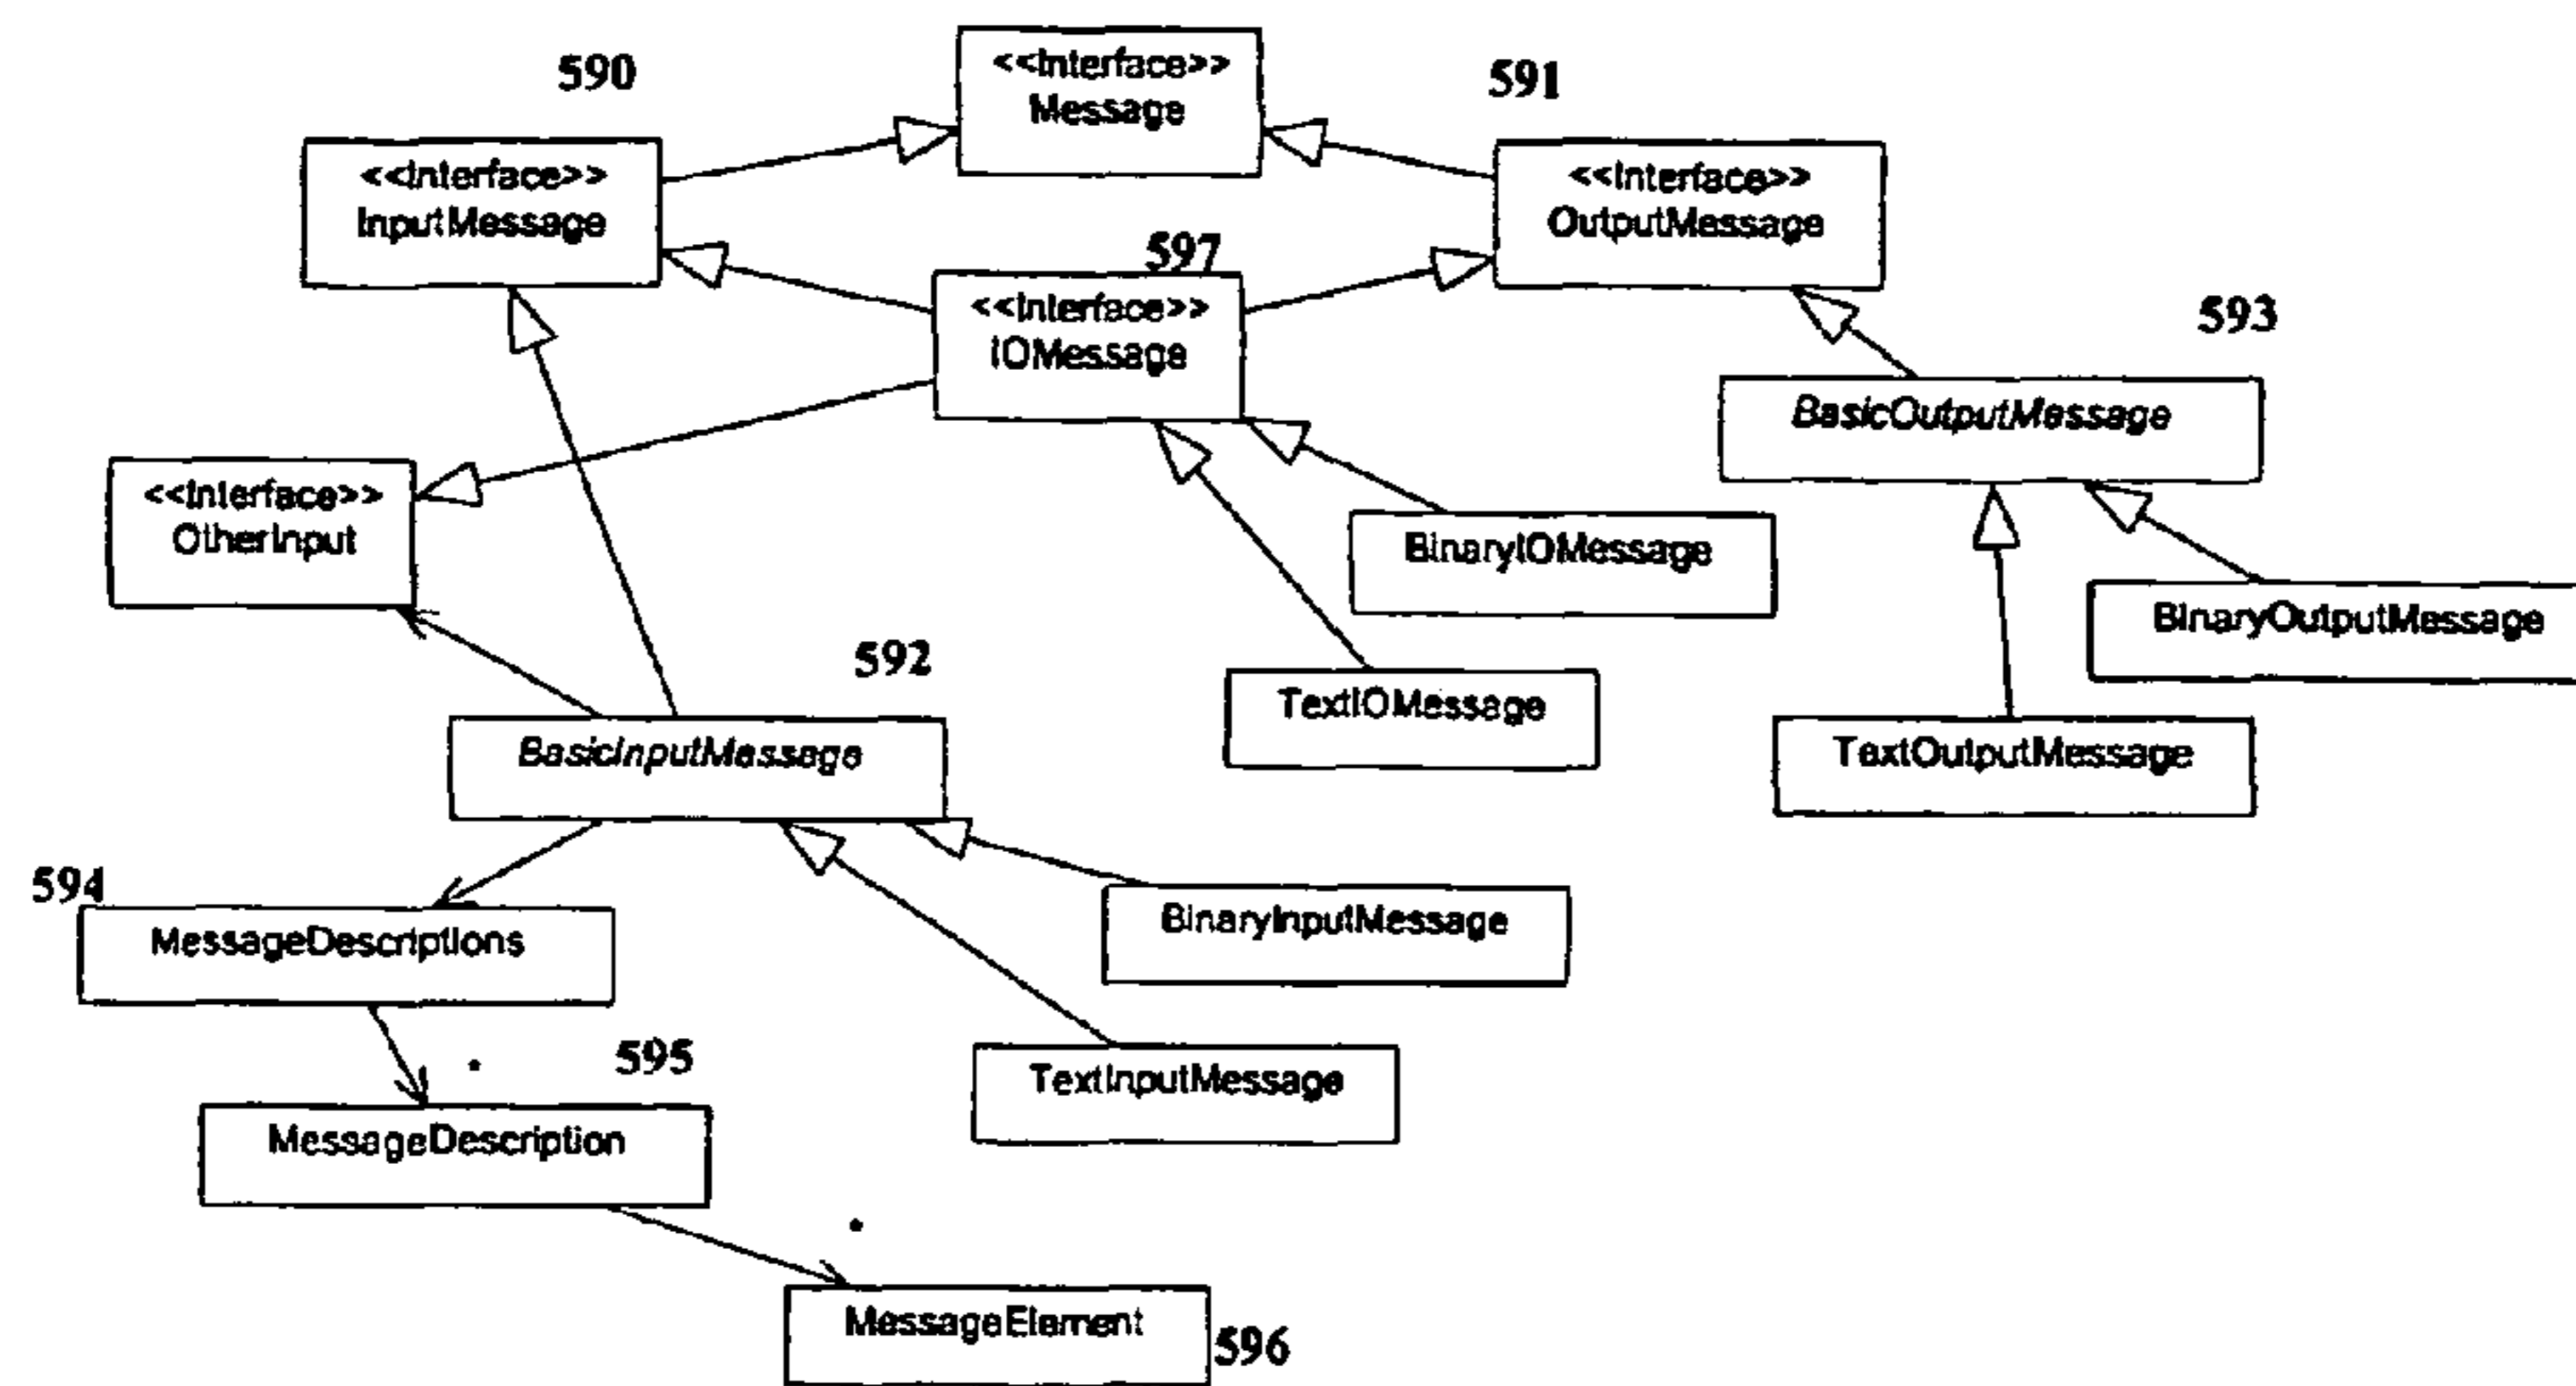 590
<<Interface>>
Message
591
<<Interface>>
InputMessage
<<Interface>>
OutputMessage
597
<<Interface>>
IOMessage
593
BasicOutputMessage
<<Interface>>
OtherInput
BinaryIOMessage
BinaryOutputMessage
592
TextIOMessage
BasicInputMessage
TextOutputMessage
594
BinaryInputMessage
MessageDescriptions
*
595
TextInputMessage
MessageDescription
*
MessageElement
596